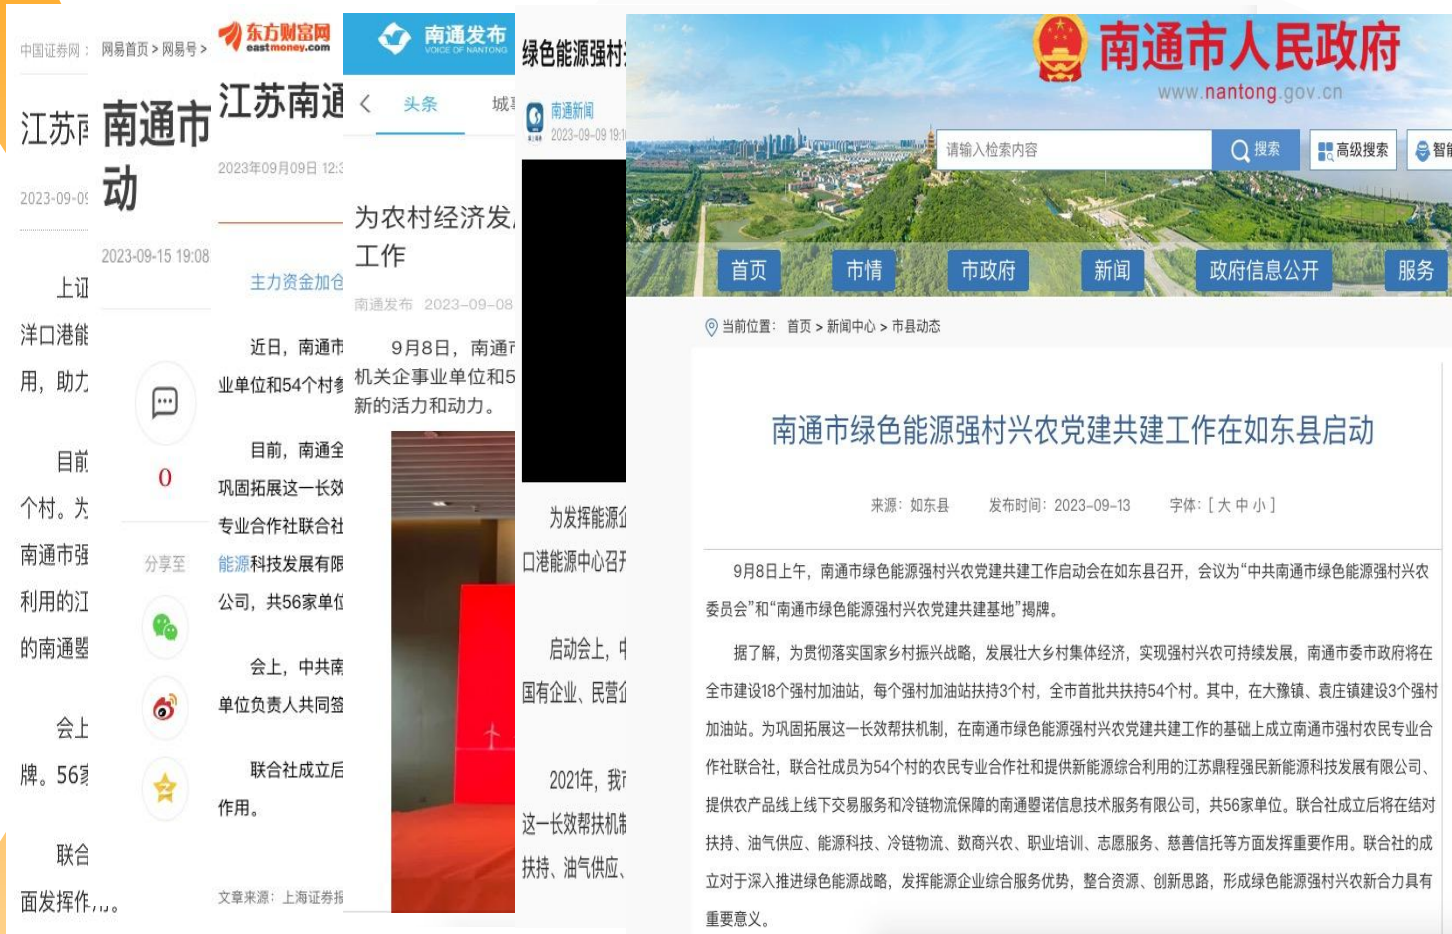 中国证券网：
江苏南
2023-09-09
上证
洋口港能
用，助力
目前
个村。为
南通市强
利用的江
的南通曌
会上
牌。56家
联合
面发挥作用。
网易首页 > 网易号 >
南通市
动
2023-09-15 19:08
0
分享至
东方财富网
eastmoney.com
江苏南通
2023年09月09日 12:3
主力资金加仓
近日，南通市
业单位和54个村参
目前，南通全
巩固拓展这一长效
专业合作社联合社
能源科技发展有限
公司，共56家单位
会上，中共南
单位负责人共同签
联合社成立后
作用。
文章来源：上海证券报
南通发布
VOICE OF NANTONG
头条
城事
为农村经济发展
工作
南通发布 2023-09-08
9月8日，南通市
机关企事业单位和5
新的活力和动力。
绿色能源强村兴
南通新闻
2023-09-09 19:10
为发挥能源企
口港能源中心召开
启动会上，中
国有企业、民营企
2021年，我市
这一长效帮扶机制
扶持、油气供应、
南通市人民政府
www.nantong.gov.cn
请输入检索内容
搜索
高级搜索
智能
首页
市情
市政府
新闻
政府信息公开
服务
当前位置： 首页 > 新闻中心 > 市县动态
南通市绿色能源强村兴农党建共建工作在如东县启动
来源：如东县 发布时间：2023-09-13 字体：[ 大 中 小 ]
9月8日上午，南通市绿色能源强村兴农党建共建工作启动会在如东县召开，会议为“中共南通市绿色能源强村兴农
委员会”和“南通市绿色能源强村兴农党建共建基地”揭牌。
据了解，为贯彻落实国家乡村振兴战略，发展壮大乡村集体经济，实现强村兴农可持续发展，南通市委市政府将在
全市建设18个强村加油站，每个强村加油站扶持3个村，全市首批共扶持54个村。其中，在大豫镇、袁庄镇建设3个强村
加油站。为巩固拓展这一长效帮扶机制，在南通市绿色能源强村兴农党建共建工作的基础上成立南通市强村农民专业合
作社联合社，联合社成员为54个村的农民专业合作社和提供新能源综合利用的江苏鼎程强民新能源科技发展有限公司、
提供农产品线上线下交易服务和冷链物流保障的南通曌诺信息技术服务有限公司，共56家单位。联合社成立后将在结对
扶持、油气供应、能源科技、冷链物流、数商兴农、职业培训、志愿服务、慈善信托等方面发挥重要作用。联合社的成
立对于深入推进绿色能源战略，发挥能源企业综合服务优势，整合资源、创新思路，形成绿色能源强村兴农新合力具有
重要意义。